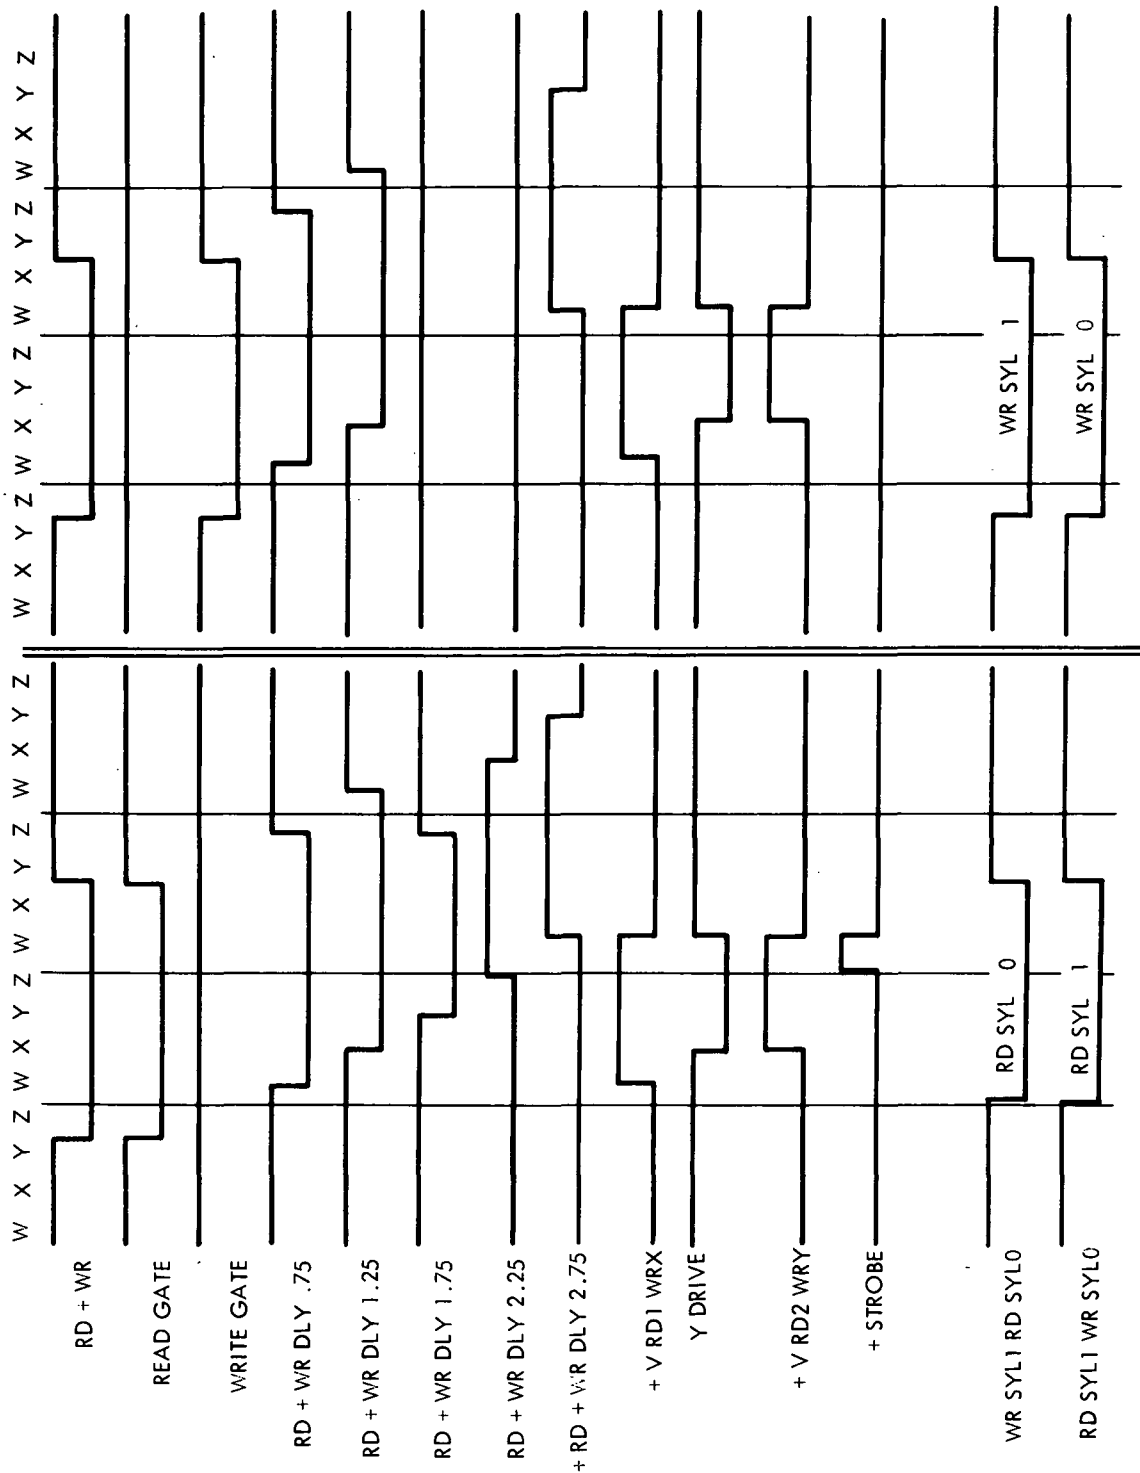 W X Y Z W X Y Z W X Y Z W X Y Z W X Y Z W X Y Z W X Y Z W X Y Z
RD + WR
READ GATE
WRITE GATE
RD + WR DLY .75
RD + WR DLY 1.25
RD + WR DLY 1.75
RD + WR DLY 2.25
+ RD + WR DLY 2.75
+ V RD1 WRX
Y DRIVE
+ V RD2 WRY
+ STROBE
WR SYL1 RD SYL0 RD SYL 0 WR SYL 1
RD SYL1 WR SYL0 RD SYL 1 WR SYL 0